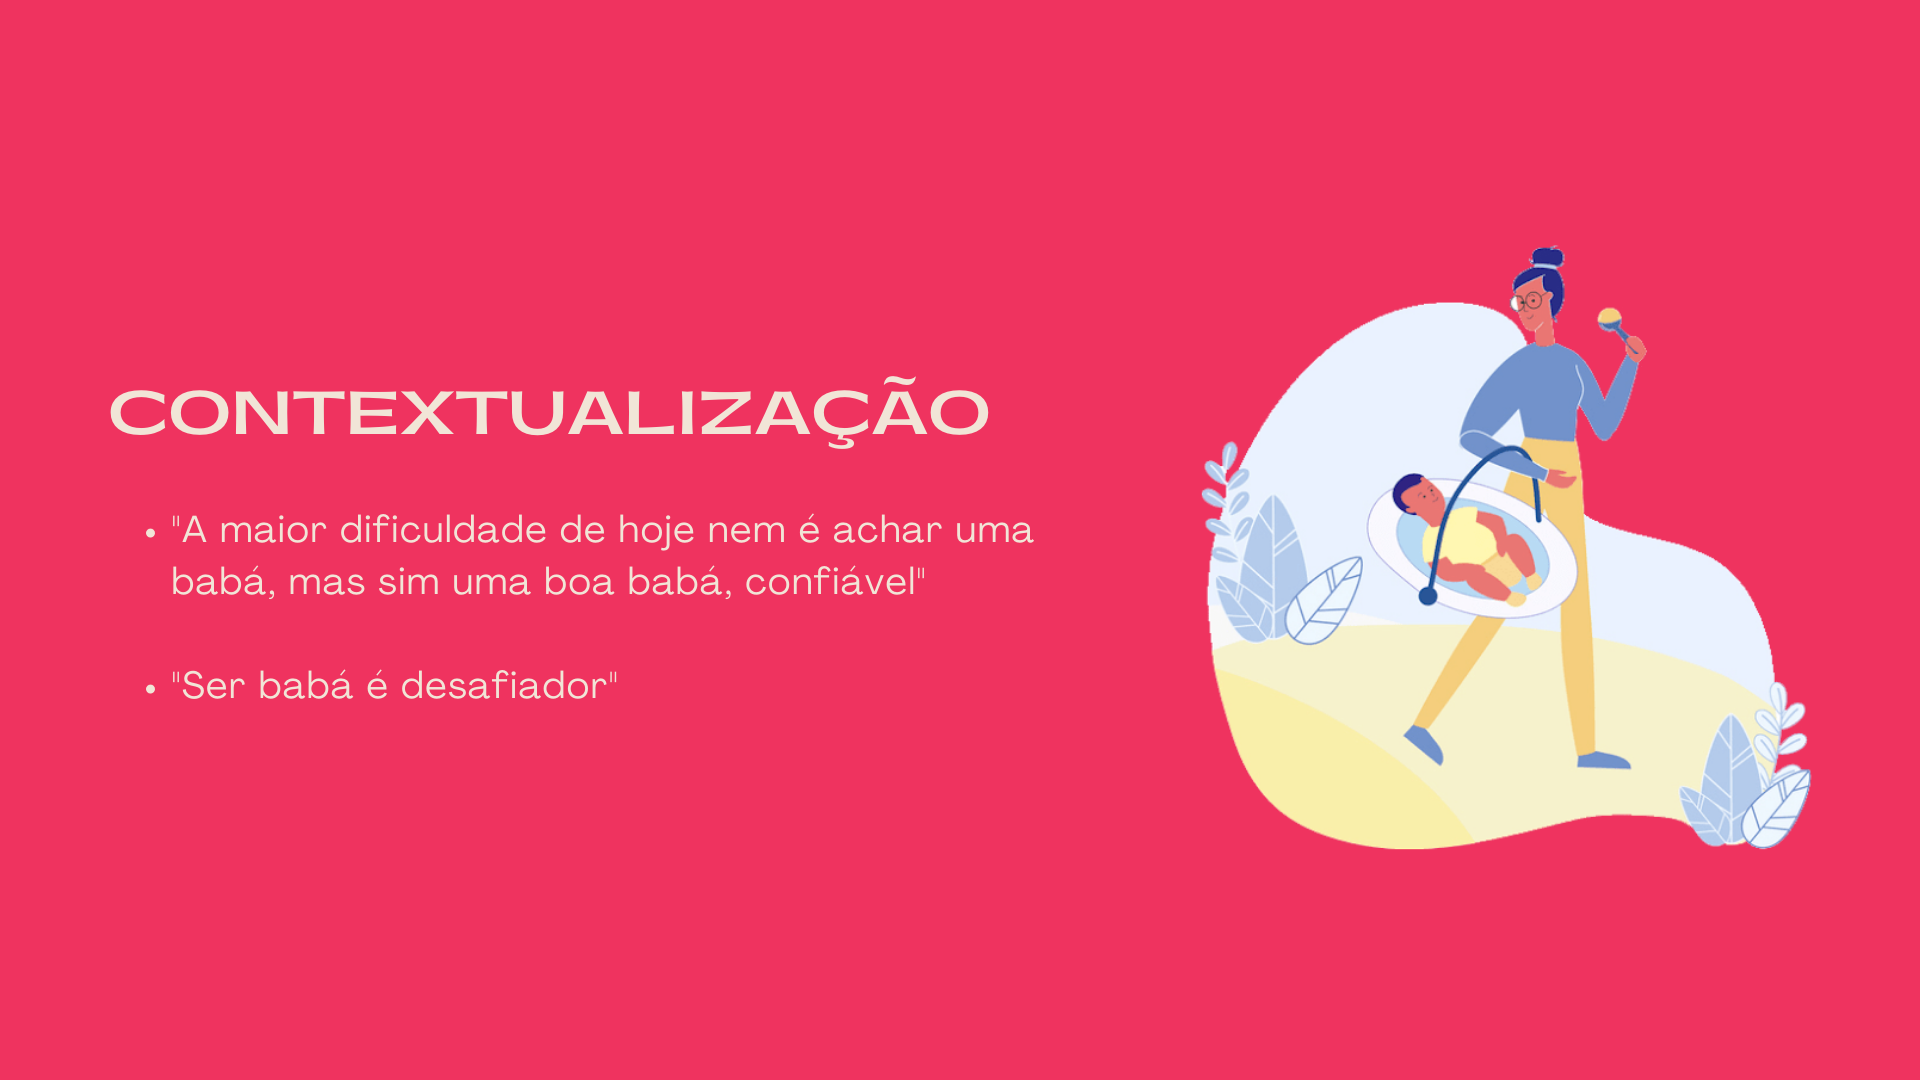 CONTEXTUALIZAÇÃO
• "A maior dificuldade de hoje nem é achar uma
babá, mas sim uma boa babá, confiável"
• "Ser babá é desafiador"